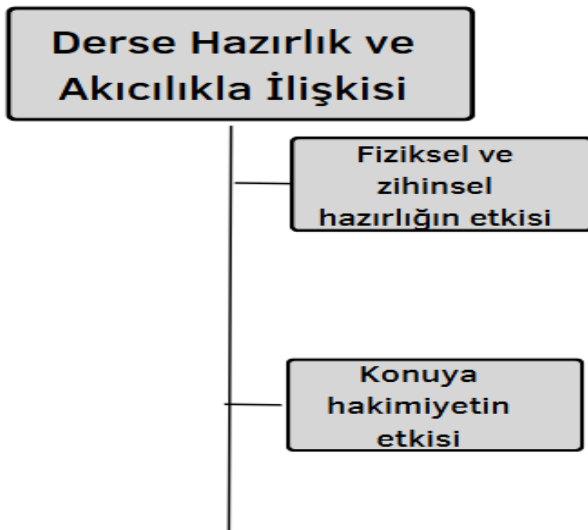 Derse Hazırlık ve
Akıcılıkla İlişkisi
Fiziksel ve
zihinsel
hazırlığın etkisi
Konuya
hakimiyetin
etkisi